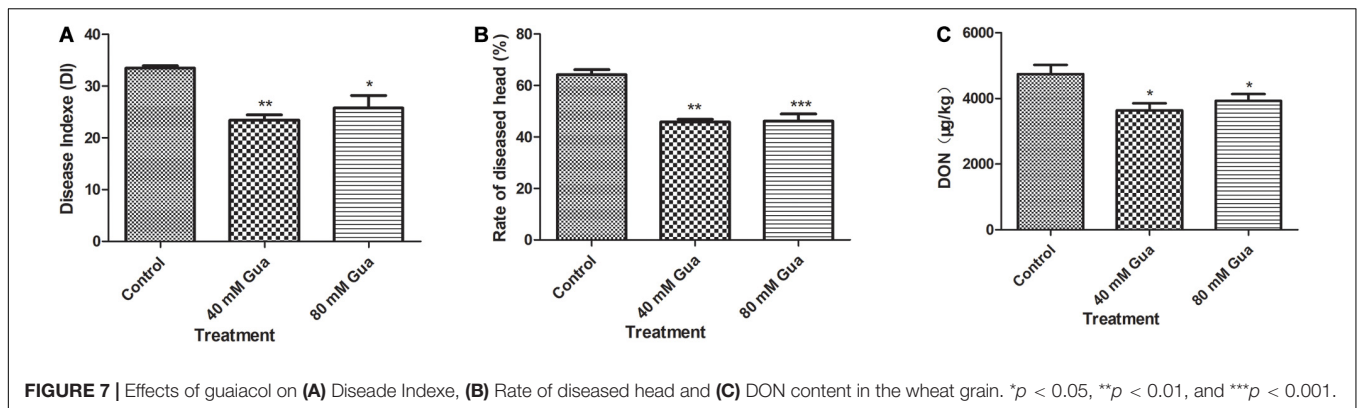 A
Disease Indexe (DI)
40
30
20
10
0
**
*
Control
40 mM Gua
80 mM Gua
Treatment
B
Rate of diseased head (%)
80
60
40
20
0
**
***
Control
40 mM Gua
80 mM Gua
Treatment
C
DON（μg/kg）
6000
4000
2000
0
*
*
Control
40 mM Gua
80 mM Gua
Treatment
FIGURE 7 | Effects of guaiacol on (A) Diseade Indexe, (B) Rate of diseased head and (C) DON content in the wheat grain. *p < 0.05, **p < 0.01, and ***p < 0.001.